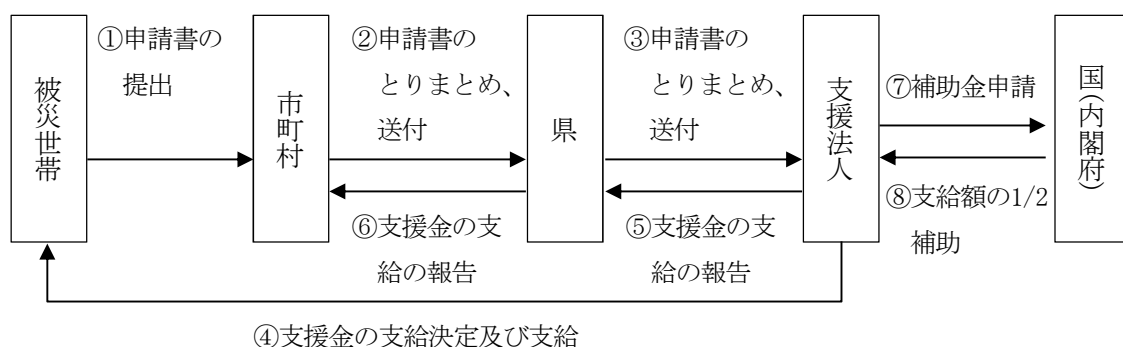 ①申請書の
提出
②申請書の
とりまとめ、
送付
③申請書の
とりまとめ、
送付
被災世帯
市町村
県
支援法人
国(内閣府)
⑦補助金申請
⑧支給額の1/2
補助
⑥支援金の支
給の報告
⑤支援金の支
給の報告
④支援金の支給決定及び支給